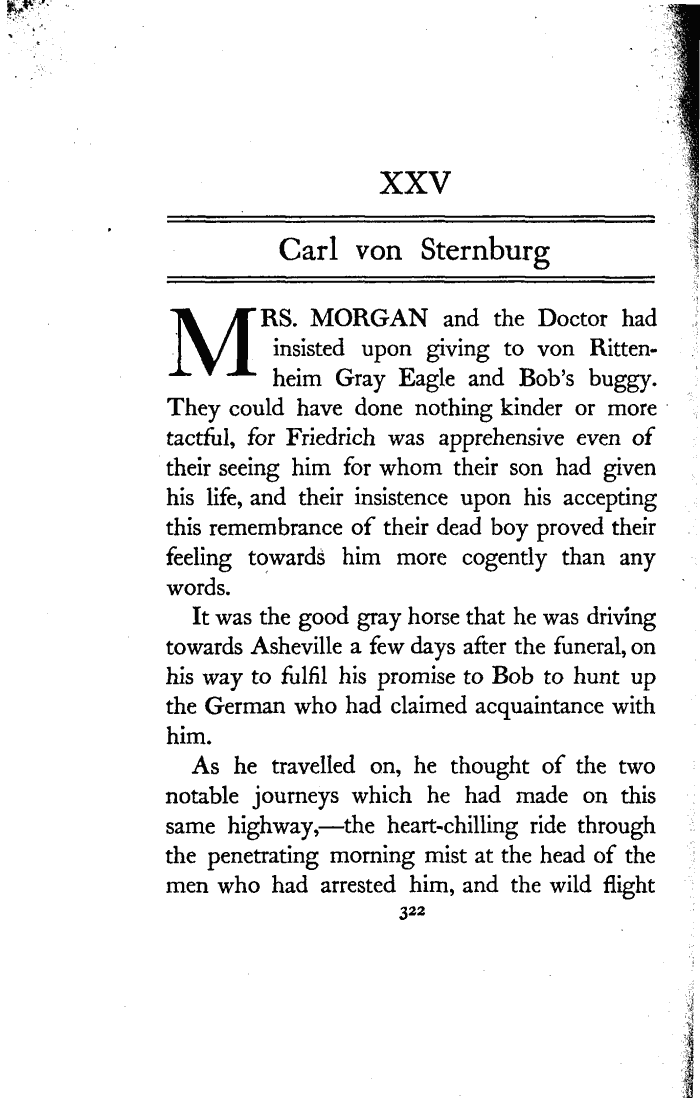 XXV
Carl von Sternburg
MRS. MORGAN and the Doctor had
insisted upon giving to von Ritten-
heim Gray Eagle and Bob's buggy.
They could have done nothing kinder or more
tactful, for Friedrich was apprehensive even of
their seeing him for whom their son had given
his life, and their insistence upon his accepting
this remembrance of their dead boy proved their
feeling towards him more cogently than any
words.
It was the good gray horse that he was driving
towards Asheville a few days after the funeral, on
his way to fulfil his promise to Bob to hunt up
the German who had claimed acquaintance with
him.
As he travelled on, he thought of the two
notable journeys which he had made on this
same highway,—the heart-chilling ride through
the penetrating morning mist at the head of the
men who had arrested him, and the wild flight
322